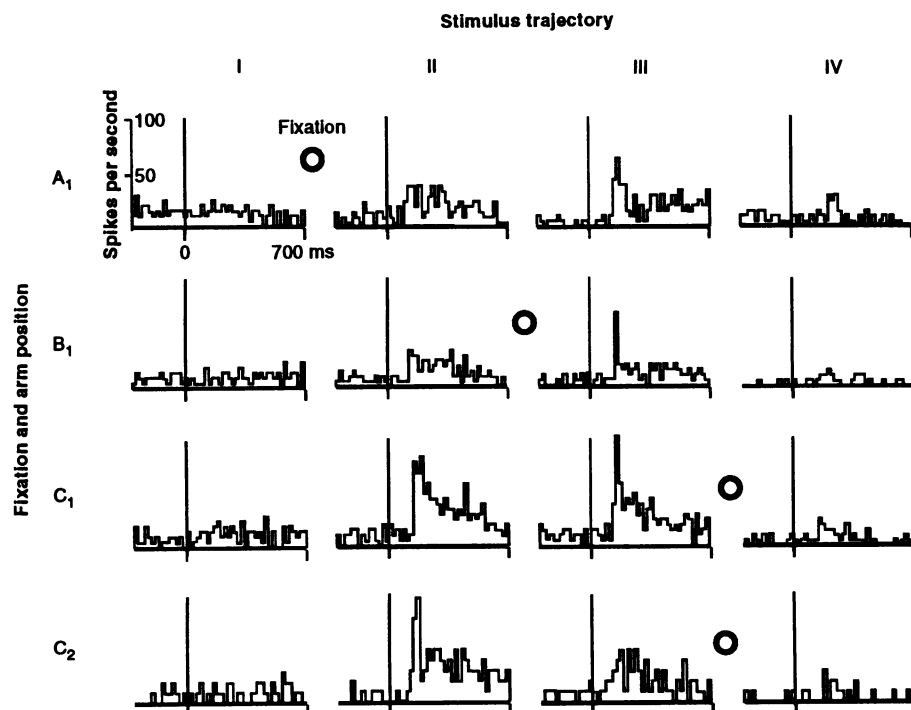 Stimulus trajectory
I II III IV
Fixation and arm position
Spikes per second
100
50
0 700 ms
Fixation
A₁
B₁
C₁
C₂